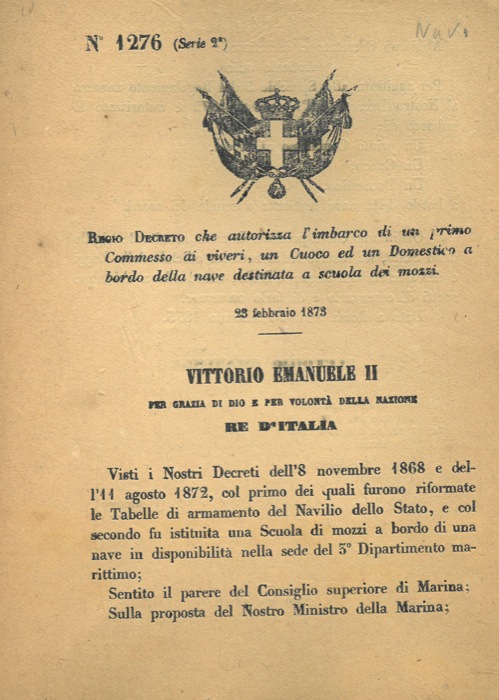 Navi
N° 1276 (Serie 2ª)
REGIO DECRETO che autorizza l'imbarco di un primo
Commesso ai viveri, un Cuoco ed un Domestico a
bordo della nave destinata a scuola dei mozzi.
23 febbraio 1873
VITTORIO EMANUELE II
PER GRAZIA DI DIO E PER VOLONTÀ DELLA NAZIONE
RE D'ITALIA
Visti i Nostri Decreti dell'8 novembre 1868 e del-
l'11 agosto 1872, col primo dei quali furono riformate
le Tabelle di armamento del Navilio dello Stato, e col
secondo fu istituita una Scuola di mozzi a bordo di una
nave in disponibilità nella sede del 3° Dipartimento ma-
rittimo;
Sentito il parere del Consiglio superiore di Marina;
Sulla proposta del Nostro Ministro della Marina;